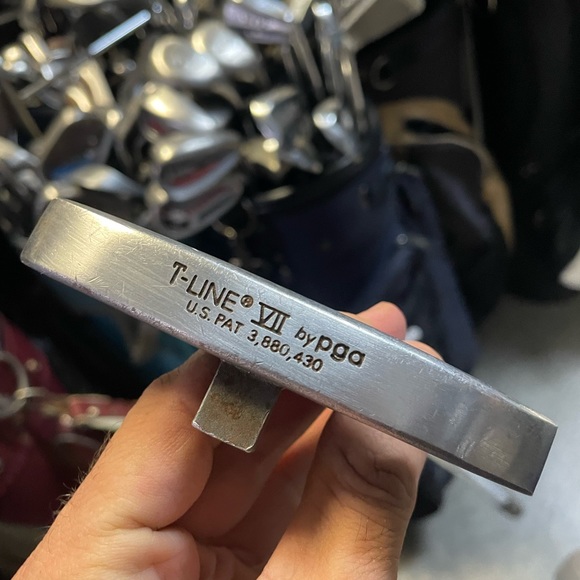 T-LINE® VII by pga
U.S. PAT 3,880,430